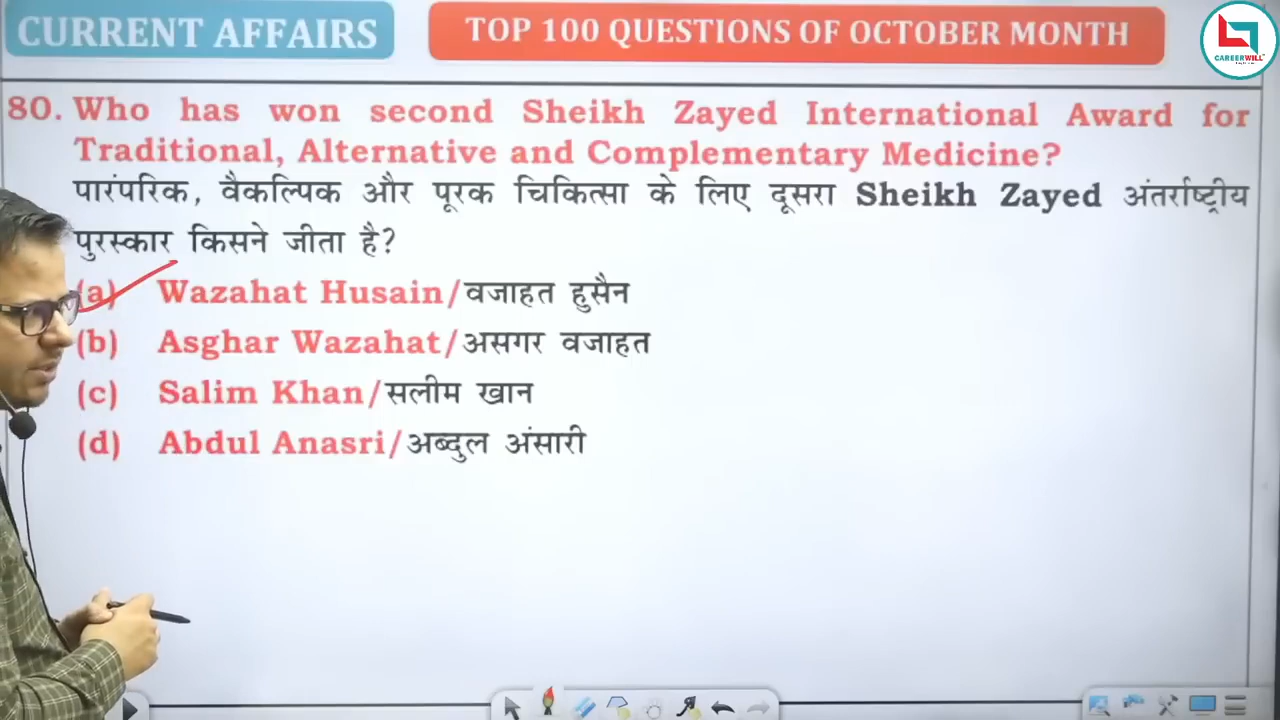 CURRENT AFFAIRS
TOP 100 QUESTIONS OF OCTOBER MONTH
CAREERWILL
80. Who has won second Sheikh Zayed International Award for
Traditional, Alternative and Complementary Medicine?
पारंपरिक, वैकल्पिक और पूरक चिकित्सा के लिए दूसरा Sheikh Zayed अंतर्राष्ट्रीय
पुरस्कार किसने जीता है?
(a) Wazahat Husain/वजाहत हुसैन
(b) Asghar Wazahat/असगर वजाहत
(c) Salim Khan/सलीम खान
(d) Abdul Anasri/अब्दुल अंसारी